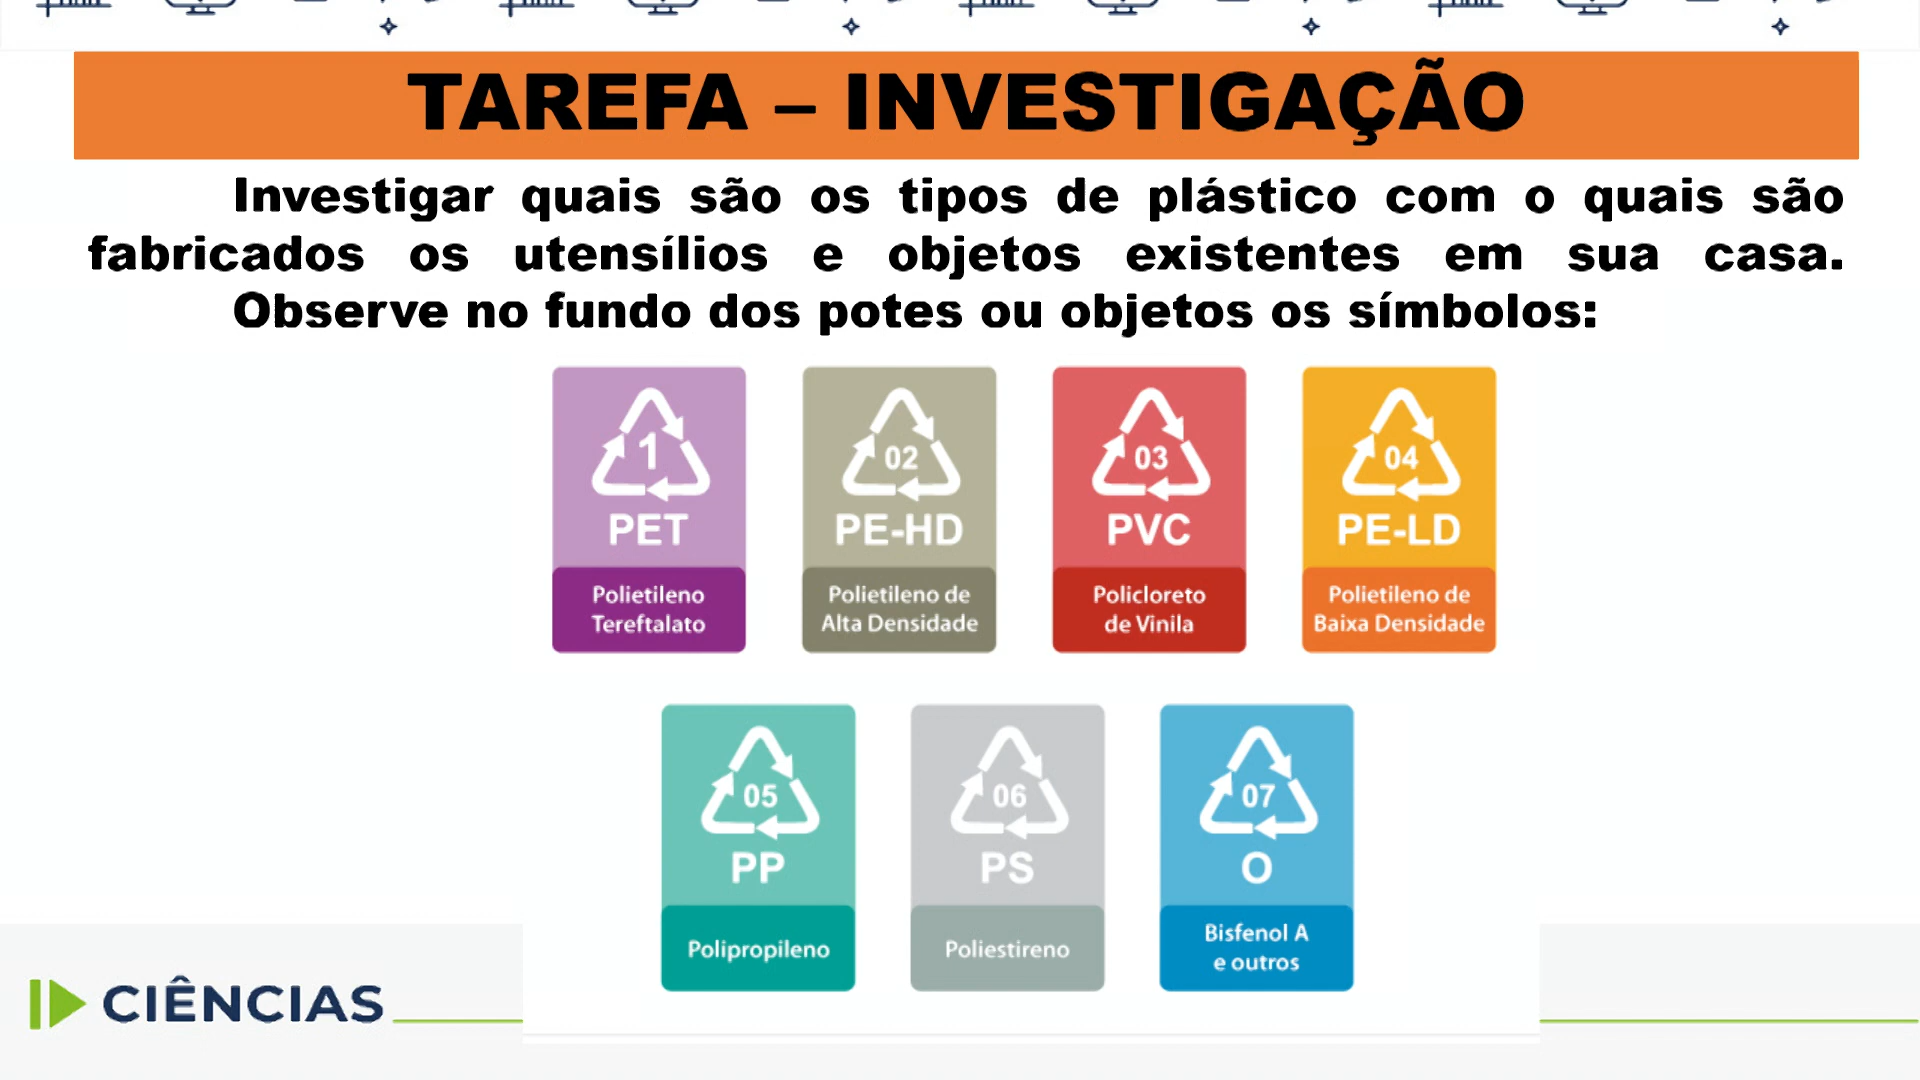 TAREFA – INVESTIGAÇÃO
Investigar quais são os tipos de plástico com o quais são
fabricados os utensílios e objetos existentes em sua casa.
Observe no fundo dos potes ou objetos os símbolos:
1
PET
Polietileno
Tereftalato
02
PE-HD
Polietileno de
Alta Densidade
03
PVC
Policloreto
de Vinila
04
PE-LD
Polietileno de
Baixa Densidade
05
PP
Polipropileno
06
PS
Poliestireno
07
O
Bisfenol A
e outros
CIÊNCIAS